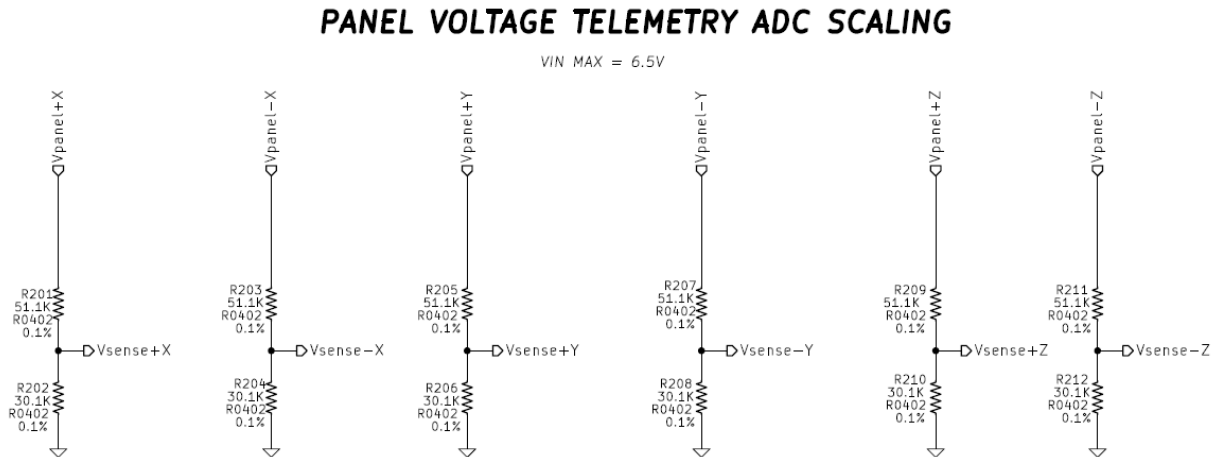 PANEL VOLTAGE TELEMETRY ADC SCALING
VIN MAX = 6.5V
Vpanel+X
Vpanel-X
Vpanel+Y
Vpanel-Y
Vpanel+Z
Vpanel-Z
R201
51.1K
R0402
0.1%
R203
51.1K
R0402
0.1%
R205
51.1K
R0402
0.1%
R207
51.1K
R0402
0.1%
R209
51.1K
R0402
0.1%
R211
51.1K
R0402
0.1%
Vsense+X
Vsense-X
Vsense+Y
Vsense-Y
Vsense+Z
Vsense-Z
R202
30.1K
R0402
0.1%
R204
30.1K
R0402
0.1%
R206
30.1K
R0402
0.1%
R208
30.1K
R0402
0.1%
R210
30.1K
R0402
0.1%
R212
30.1K
R0402
0.1%